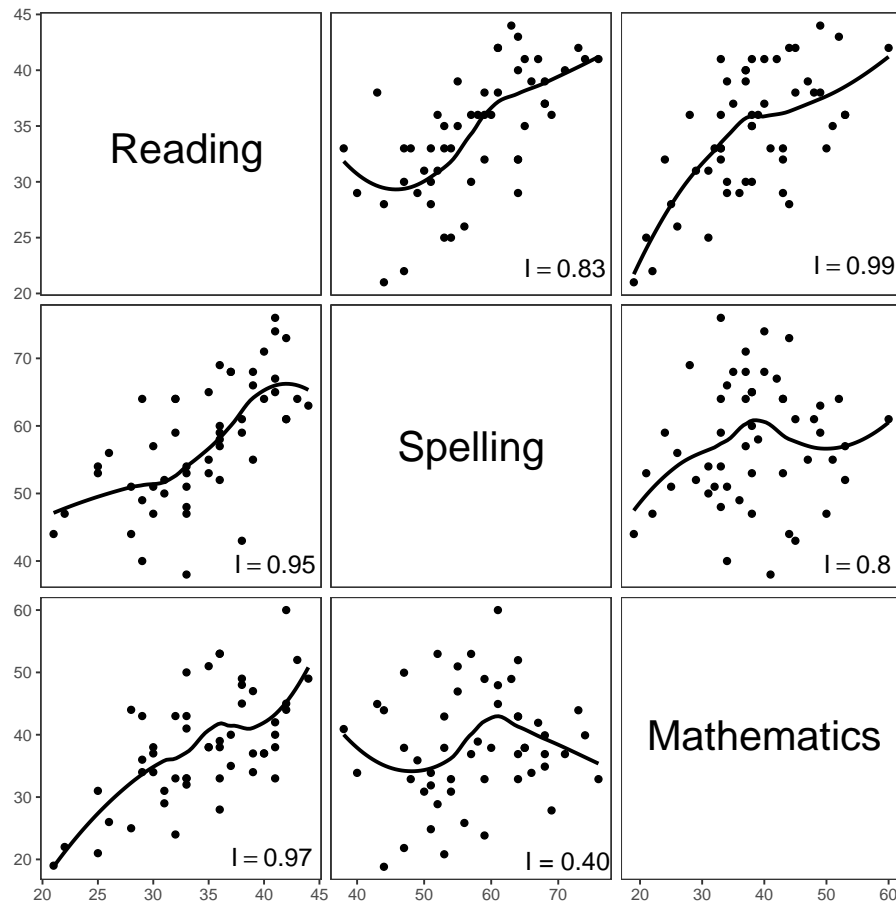 45
40
35
30
25
20
Reading
I = 0.83
I = 0.99
70
60
50
40
I = 0.95
Spelling
I = 0.8
60
50
40
30
20
I = 0.97
I = 0.40
Mathematics
20 25 30 35 40 45
40 50 60 70
20 30 40 50 60